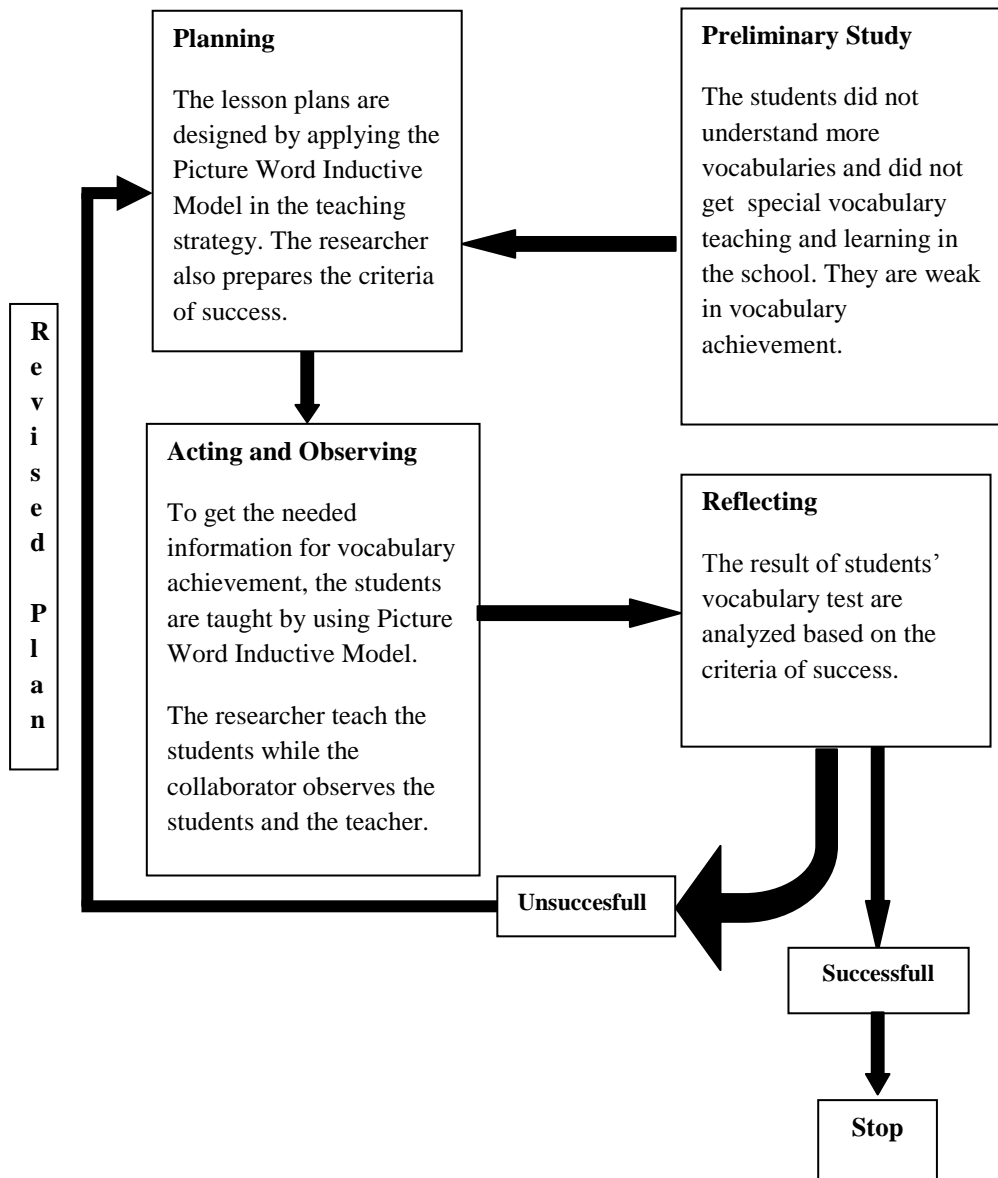 Planning
The lesson plans are
designed by applying the
Picture Word Inductive
Model in the teaching
strategy. The researcher
also prepares the criteria
of success.
Preliminary Study
The students did not
understand more
vocabularies and did not
get special vocabulary
teaching and learning in
the school. They are weak
in vocabulary
achievement.
Revised Plan
Acting and Observing
To get the needed
information for vocabulary
achievement, the students
are taught by using Picture
Word Inductive Model.
The researcher teach the
students while the
collaborator observes the
students and the teacher.
Reflecting
The result of students’
vocabulary test are
analyzed based on the
criteria of success.
Unsuccesfull
Successfull
Stop